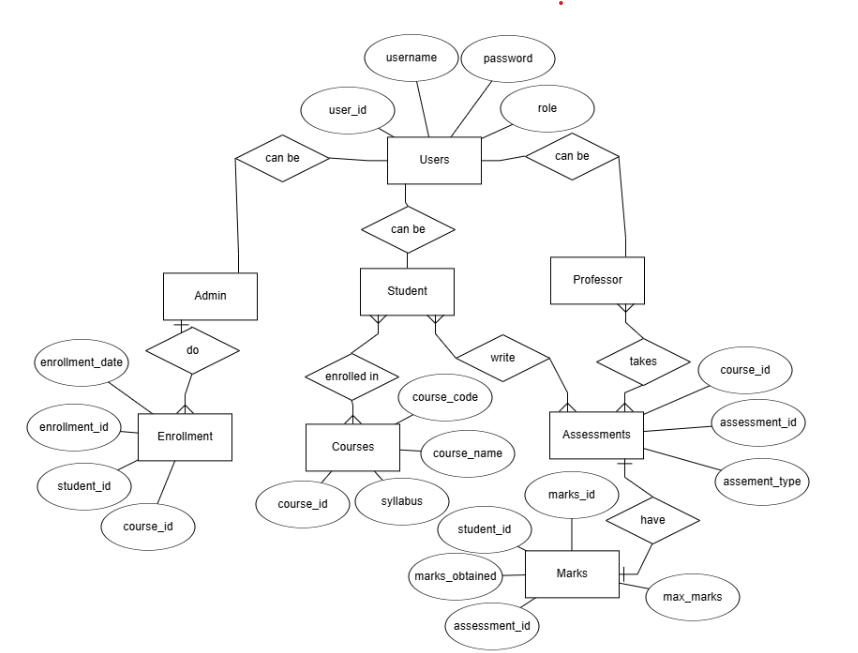 username
password
user_id
role
can be
Users
can be
can be
Admin
Student
Professor
do
enrollment_date
enrolled in
write
takes
course_id
course_code
enrollment_id
Enrollment
Courses
course_name
Assessments
assessment_id
student_id
course_id
course_id
syllabus
marks_id
assement_type
student_id
have
marks_obtained
Marks
max_marks
assessment_id